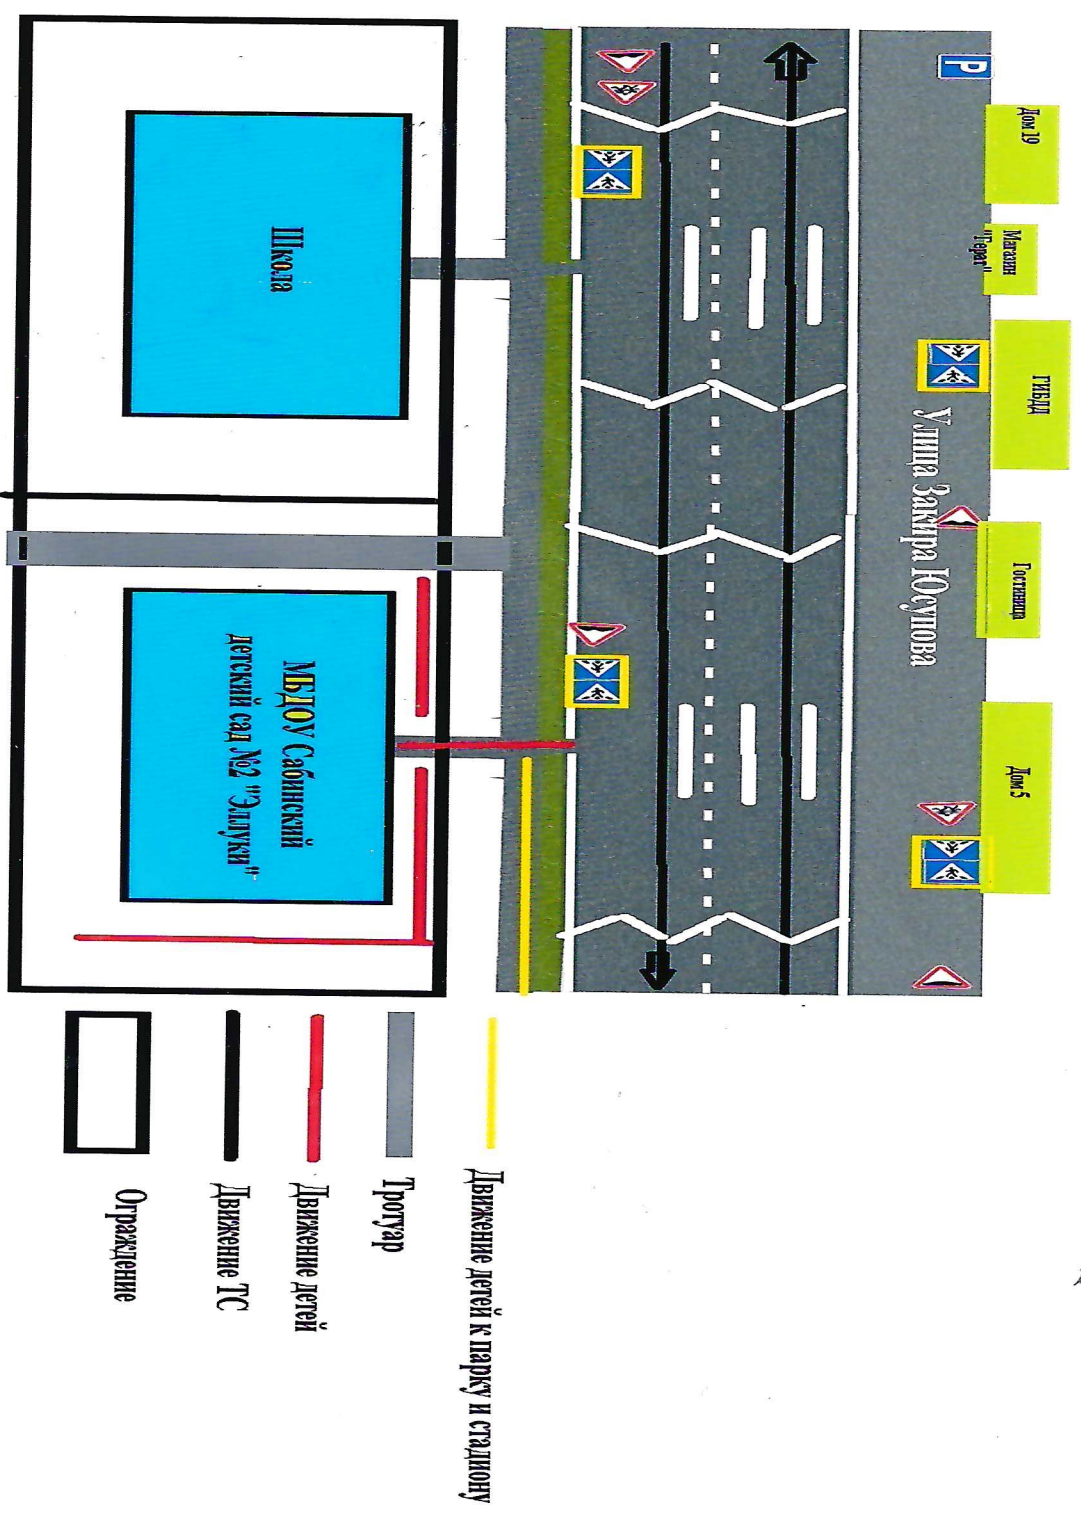 Дом 19
Магазин
ГИБДД
Гостиница
Дом 5
P
Улица Закира Юсупова
Школа
МБДОУ Сабинский
детский сад №2 "Эллуки"
Движение детей к парку и стадиону
Тротуар
Движение детей
Движение ТС
Ограждение